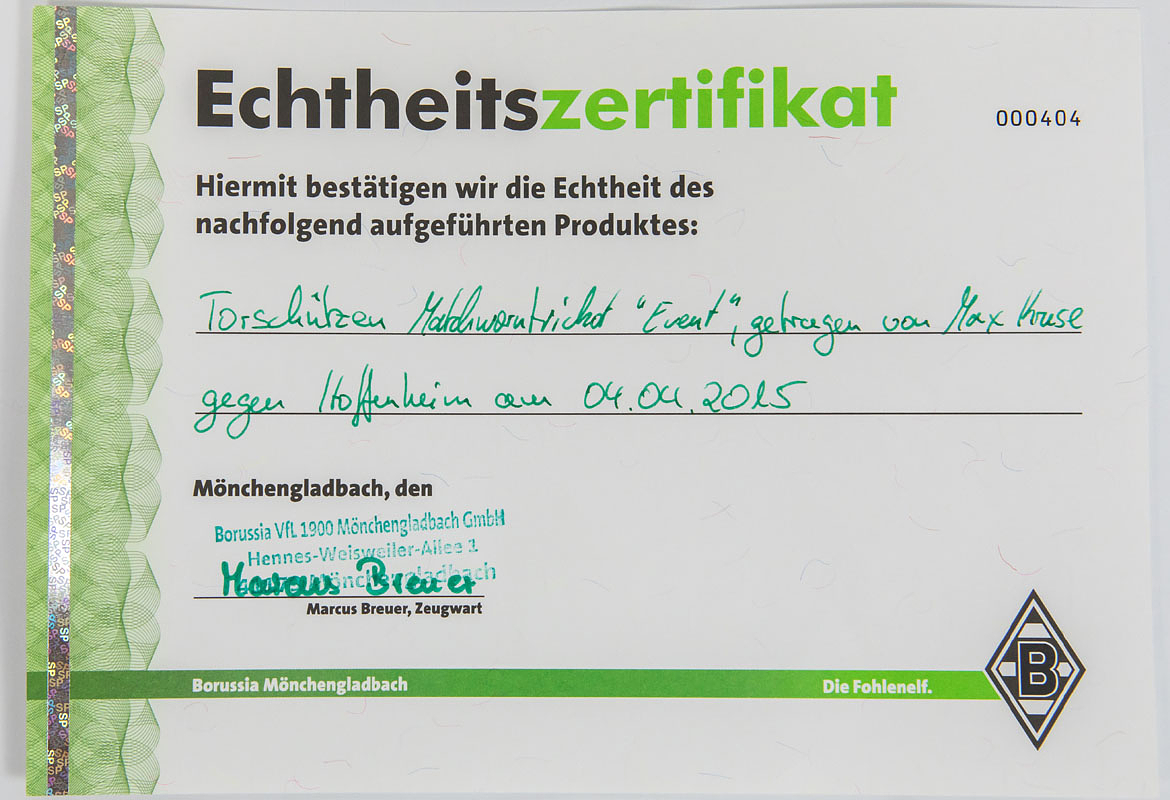 Echtheitszertifikat
000404
Hiermit bestätigen wir die Echtheit des
nachfolgend aufgeführten Produktes:
Torschützen Matchworntrikot "Event", getragen von Max Kruse
gegen Hoffenheim am 04.04.2015
Mönchengladbach, den
Borussia VfL 1900 Mönchengladbach GmbH
Hennes-Weisweiler-Allee 1
Mönchengladbach
Marcus Breuer
Marcus Breuer, Zeugwart
Borussia Mönchengladbach
Die Fohlenelf.
B